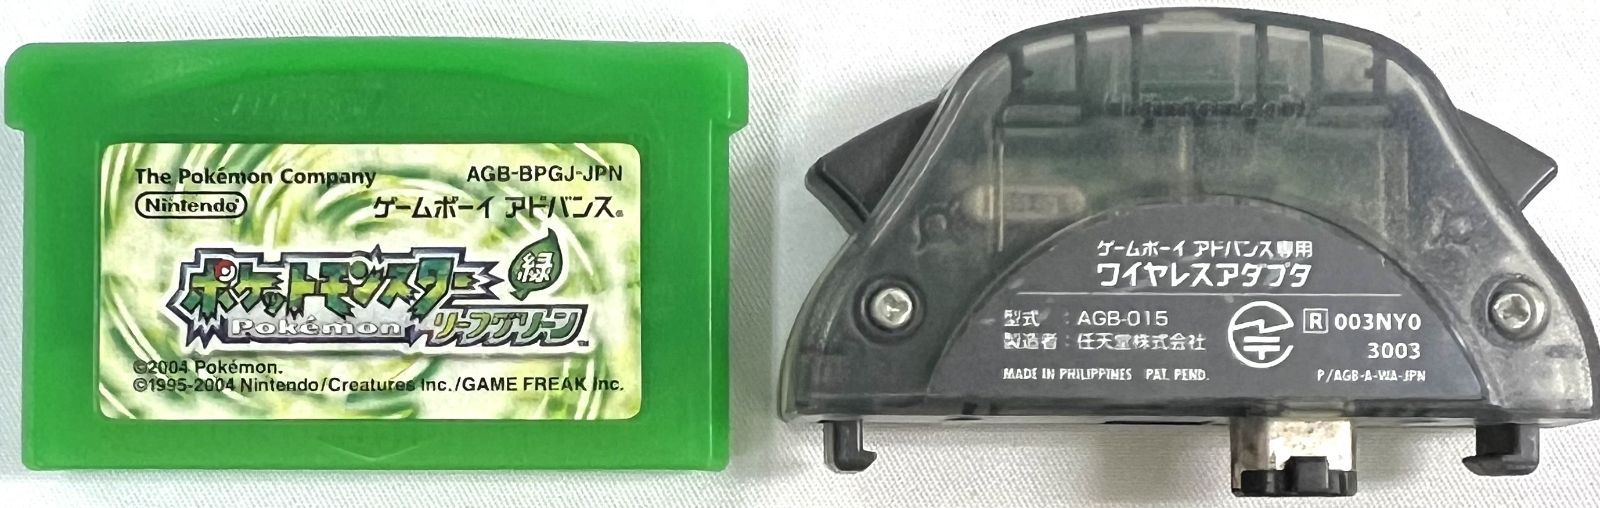 The Pokémon Company AGB-BPGJ-JPN
Nintendo ゲームボーイ アドバンス®
ポケットモンスター 緑
Pokémon リーフグリーン™
©2004 Pokémon.
©1995-2004 Nintendo/Creatures inc./GAME FREAK inc.
ゲームボーイ アドバンス専用
ワイヤレスアダプタ
型式 : AGB-015
製造者 : 任天堂株式会社
R 003NY0
3003
MADE IN PHILIPPINES PAT. PEND.
P/AGB-A-WA-JPN